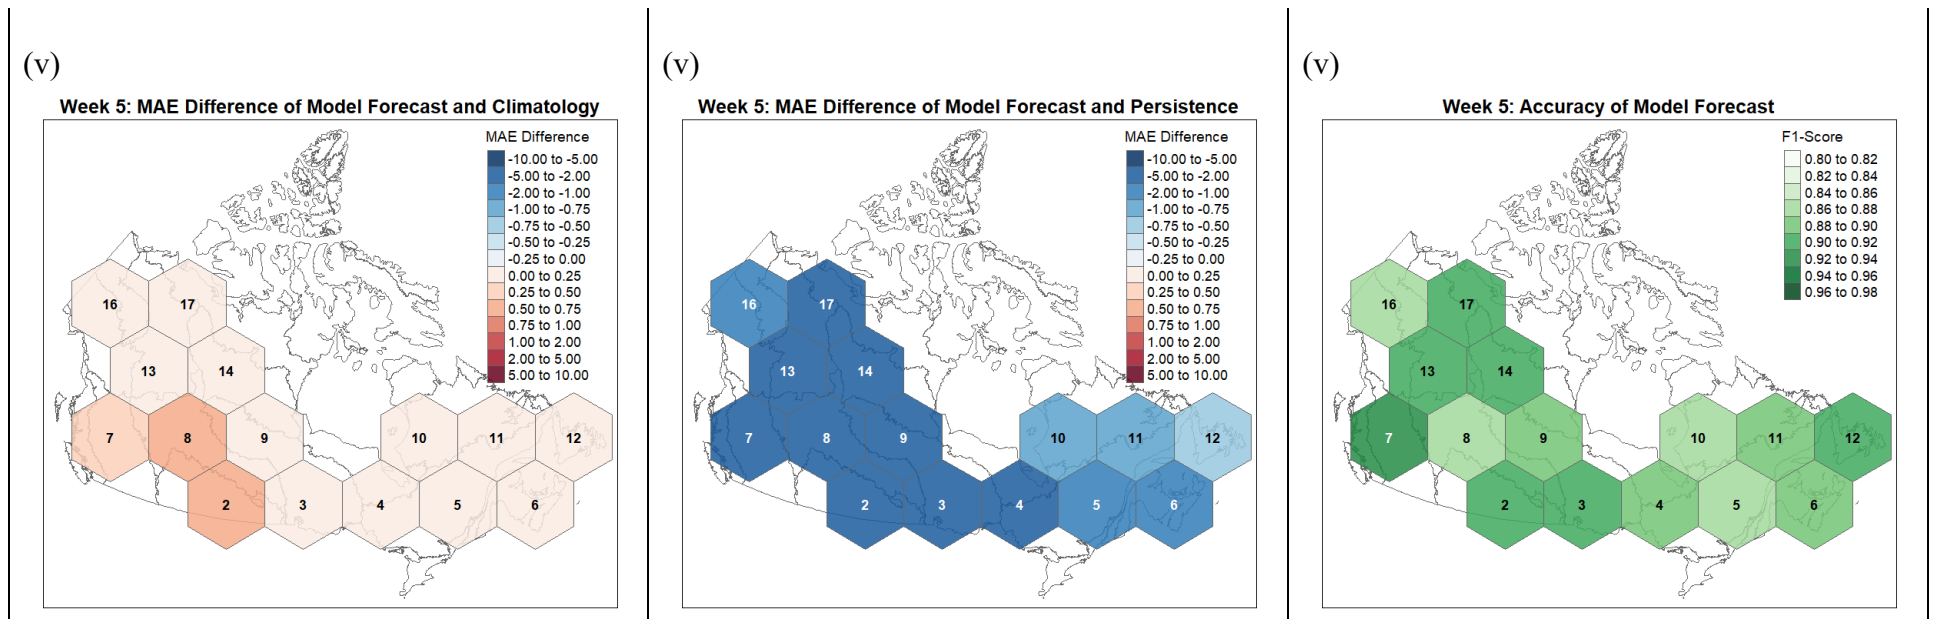 (v)
Week 5: MAE Difference of Model Forecast and Climatology
MAE Difference
-10.00 to -5.00
-5.00 to -2.00
-2.00 to -1.00
-1.00 to -0.75
-0.75 to -0.50
-0.50 to -0.25
-0.25 to 0.00
0.00 to 0.25
0.25 to 0.50
0.50 to 0.75
0.75 to 1.00
1.00 to 2.00
2.00 to 5.00
5.00 to 10.00
16 17
13 14
7 8 9 10 11 12
2 3 4 5 6
(v)
Week 5: MAE Difference of Model Forecast and Persistence
MAE Difference
-10.00 to -5.00
-5.00 to -2.00
-2.00 to -1.00
-1.00 to -0.75
-0.75 to -0.50
-0.50 to -0.25
-0.25 to 0.00
0.00 to 0.25
0.25 to 0.50
0.50 to 0.75
0.75 to 1.00
1.00 to 2.00
2.00 to 5.00
5.00 to 10.00
16 17
13 14
7 8 9 10 11 12
2 3 4 5 6
(v)
Week 5: Accuracy of Model Forecast
F1-Score
0.80 to 0.82
0.82 to 0.84
0.84 to 0.86
0.86 to 0.88
0.88 to 0.90
0.90 to 0.92
0.92 to 0.94
0.94 to 0.96
0.96 to 0.98
16 17
13 14
7 8 9 10 11 12
2 3 4 5 6